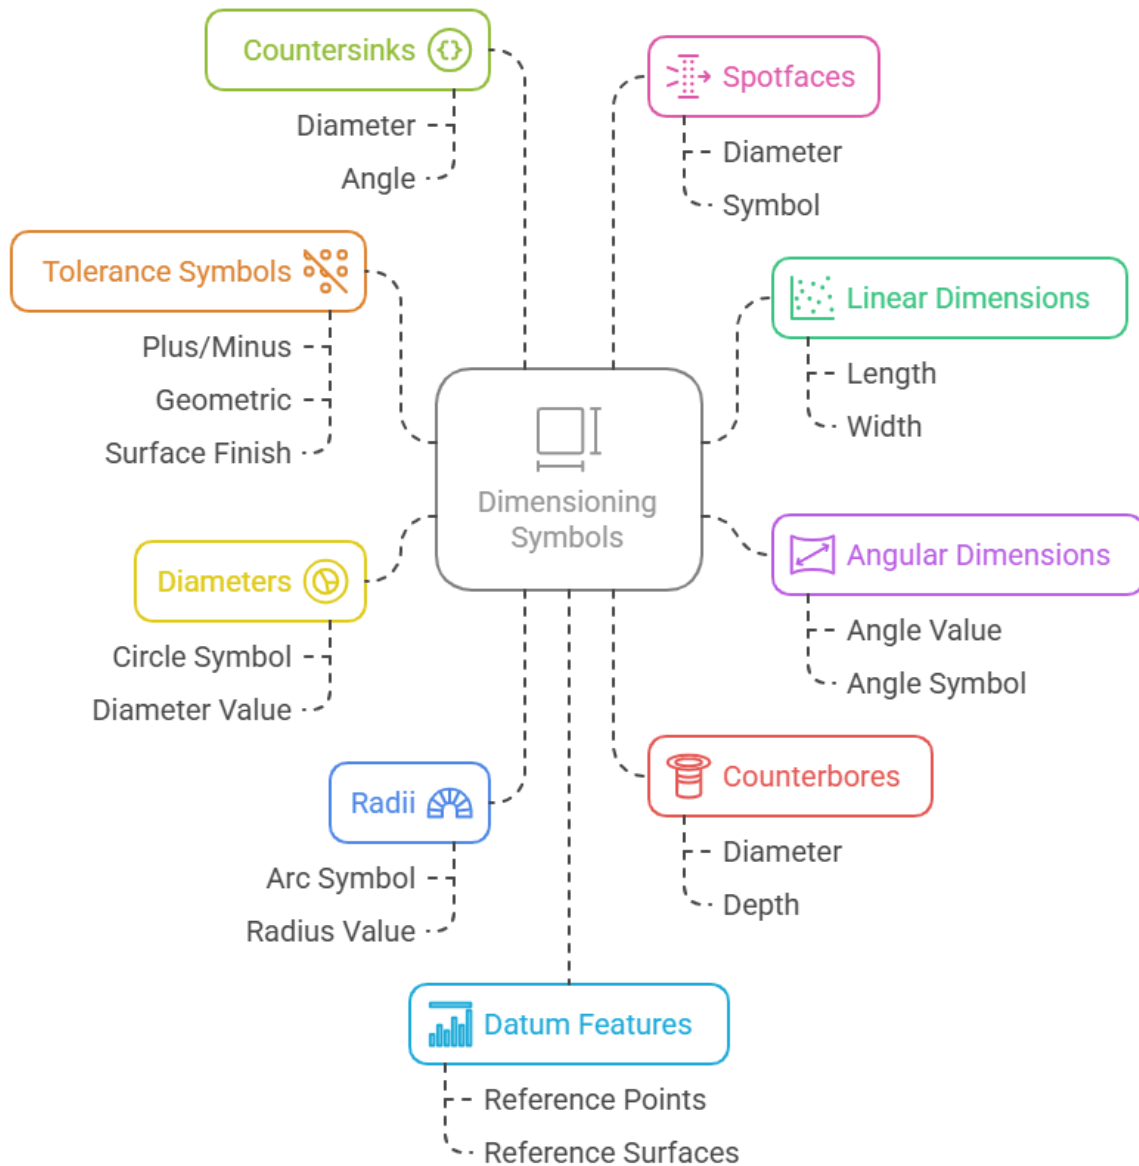 Countersinks
Diameter
Angle
Spotfaces
Diameter
Symbol
Tolerance Symbols
Plus/Minus
Geometric
Surface Finish
Linear Dimensions
Length
Width
Dimensioning
Symbols
Diameters
Circle Symbol
Diameter Value
Angular Dimensions
Angle Value
Angle Symbol
Radii
Arc Symbol
Radius Value
Counterbores
Diameter
Depth
Datum Features
Reference Points
Reference Surfaces